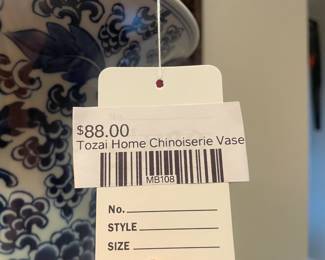 $88.00
Tozai Home Chinoiserie Vase
MB108
No.
STYLE
SIZE